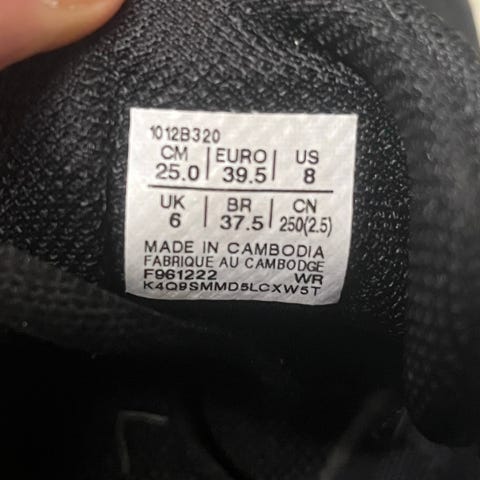 1012B320
CM | EURO | US
25.0 | 39.5 | 8
UK | BR | CN
6 | 37.5 | 250(2.5)
MADE IN CAMBODIA
FABRIQUE AU CAMBODGE
F961222 WR
K4Q9SMMD5LCXW5T